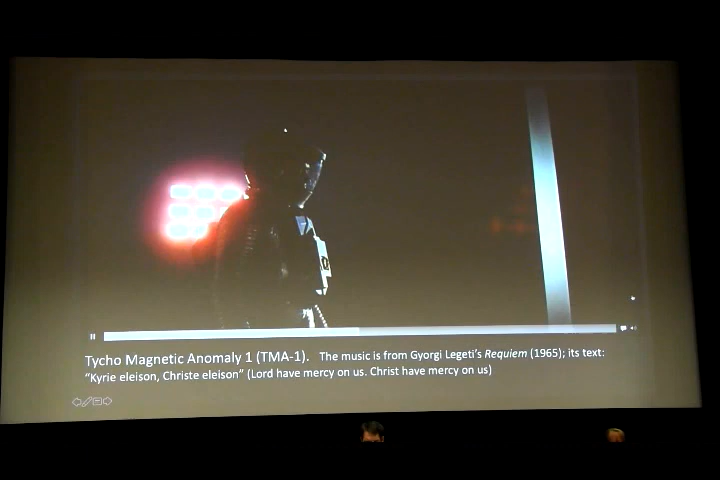 Tycho Magnetic Anomaly 1 (TMA-1). The music is from Gyorgi Legeti's Requiem (1965); its text:
"Kyrie eleison, Christe eleison" (Lord have mercy on us. Christ have mercy on us)